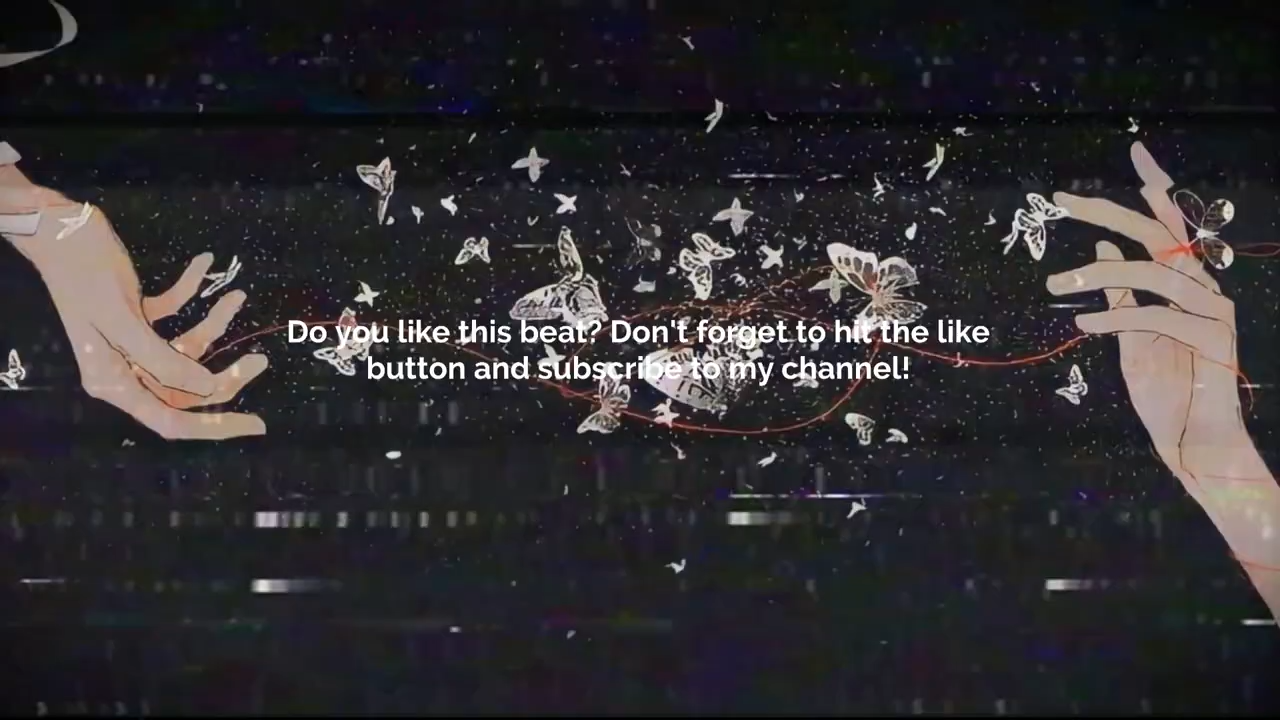 Do you like this beat? Don't forget to hit the like
button and subscribe to my channel!